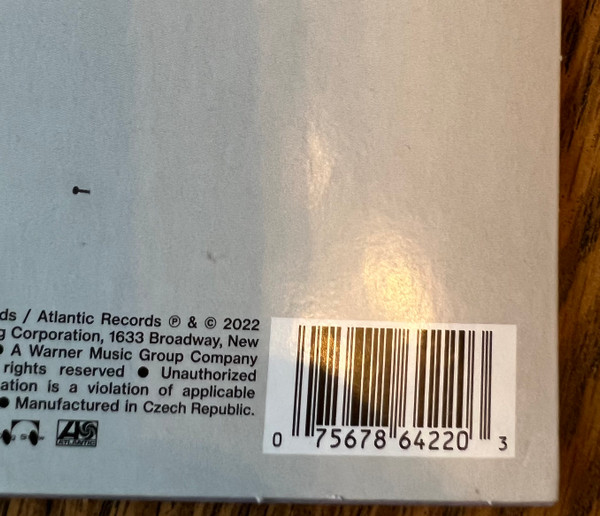 ds / Atlantic Records ℗ & © 2022
g Corporation, 1633 Broadway, New
● A Warner Music Group Company
rights reserved ● Unauthorized
ation is a violation of applicable
● Manufactured in Czech Republic.
ATLANTIC
0 75678 64220 3